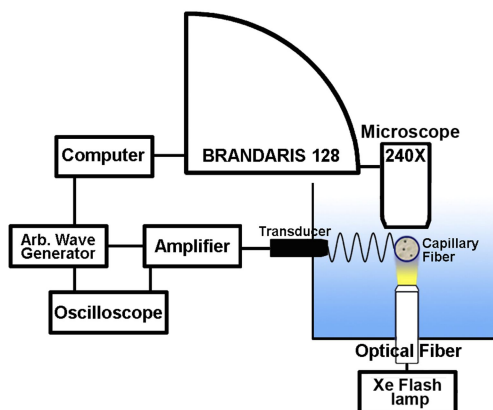 Microscope
240X
BRANDARIS 128
Computer
Transducer
Arb. Wave
Generator
Amplifier
Capillary
Fiber
Oscilloscope
Optical Fiber
Xe Flash
lamp